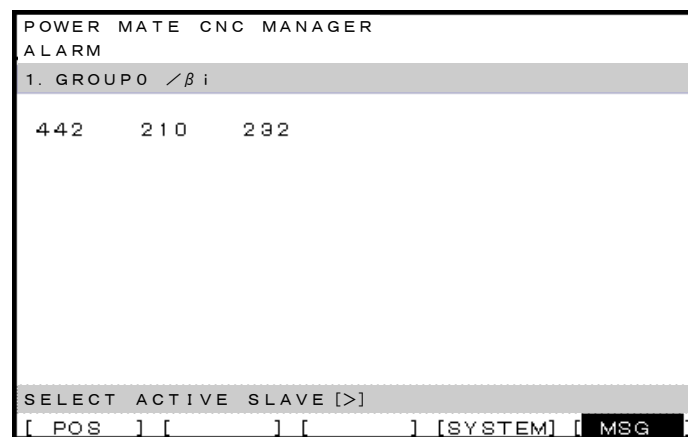 POWER MATE CNC MANAGER
ALARM
1. GROUP0 /βi
442 210 232
SELECT ACTIVE SLAVE[>]
[ POS ] [ ] [ ] [SYSTEM] [ MSG ]